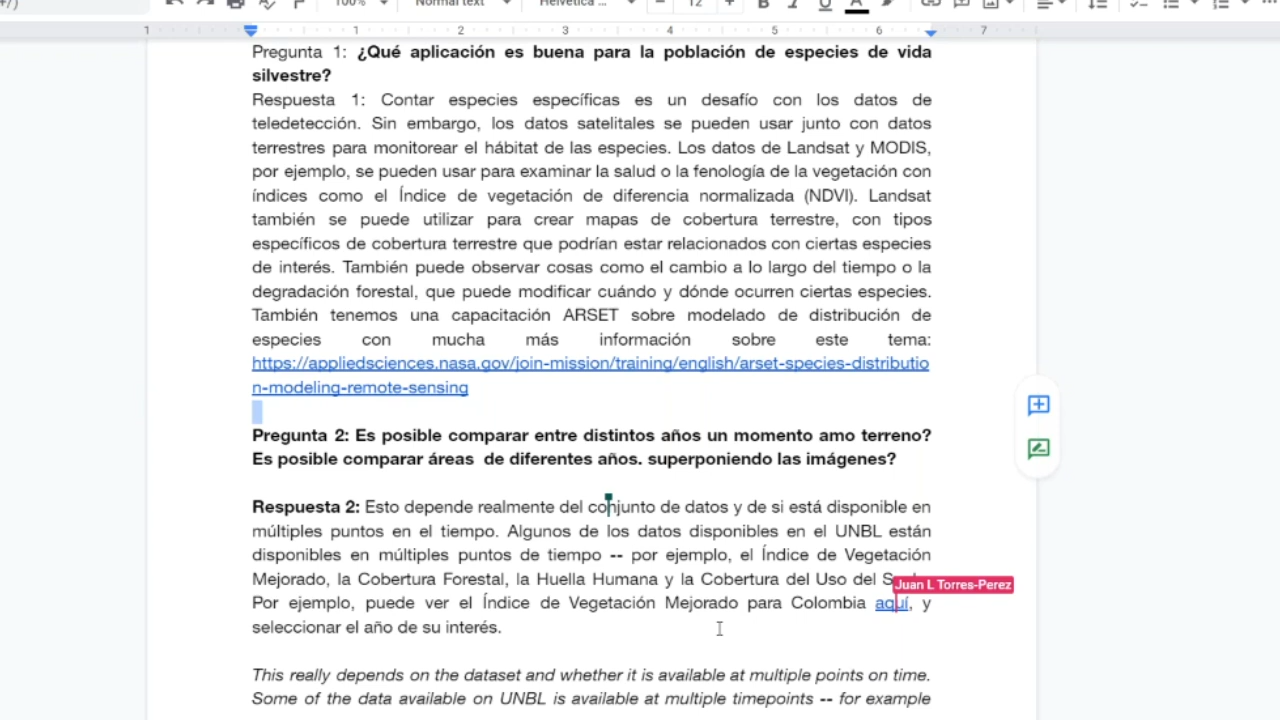 100%
Normal text
Helvetica ...
12
1 1 2 3 4 5 6 7
Pregunta 1: ¿Qué aplicación es buena para la población de especies de vida
silvestre?
Respuesta 1: Contar especies específicas es un desafío con los datos de
teledetección. Sin embargo, los datos satelitales se pueden usar junto con datos
terrestres para monitorear el hábitat de las especies. Los datos de Landsat y MODIS,
por ejemplo, se pueden usar para examinar la salud o la fenología de la vegetación con
índices como el Índice de vegetación de diferencia normalizada (NDVI). Landsat
también se puede utilizar para crear mapas de cobertura terrestre, con tipos
específicos de cobertura terrestre que podrían estar relacionados con ciertas especies
de interés. También puede observar cosas como el cambio a lo largo del tiempo o la
degradación forestal, que puede modificar cuándo y dónde ocurren ciertas especies.
También tenemos una capacitación ARSET sobre modelado de distribución de
especies con mucha más información sobre este tema:
https://appliedsciences.nasa.gov/join-mission/training/english/arset-species-distributio
n-modeling-remote-sensing
Pregunta 2: Es posible comparar entre distintos años un momento amo terreno?
Es posible comparar áreas de diferentes años. superponiendo las imágenes?
Respuesta 2: Esto depende realmente del conjunto de datos y de si está disponible en
múltiples puntos en el tiempo. Algunos de los datos disponibles en el UNBL están
disponibles en múltiples puntos de tiempo -- por ejemplo, el Índice de Vegetación
Mejorado, la Cobertura Forestal, la Huella Humana y la Cobertura del Uso del
Juan L Torres-Perez
Por ejemplo, puede ver el Índice de Vegetación Mejorado para Colombia aquí, y
seleccionar el año de su interés.
This really depends on the dataset and whether it is available at multiple points on time.
Some of the data available on UNBL is available at multiple timepoints -- for example